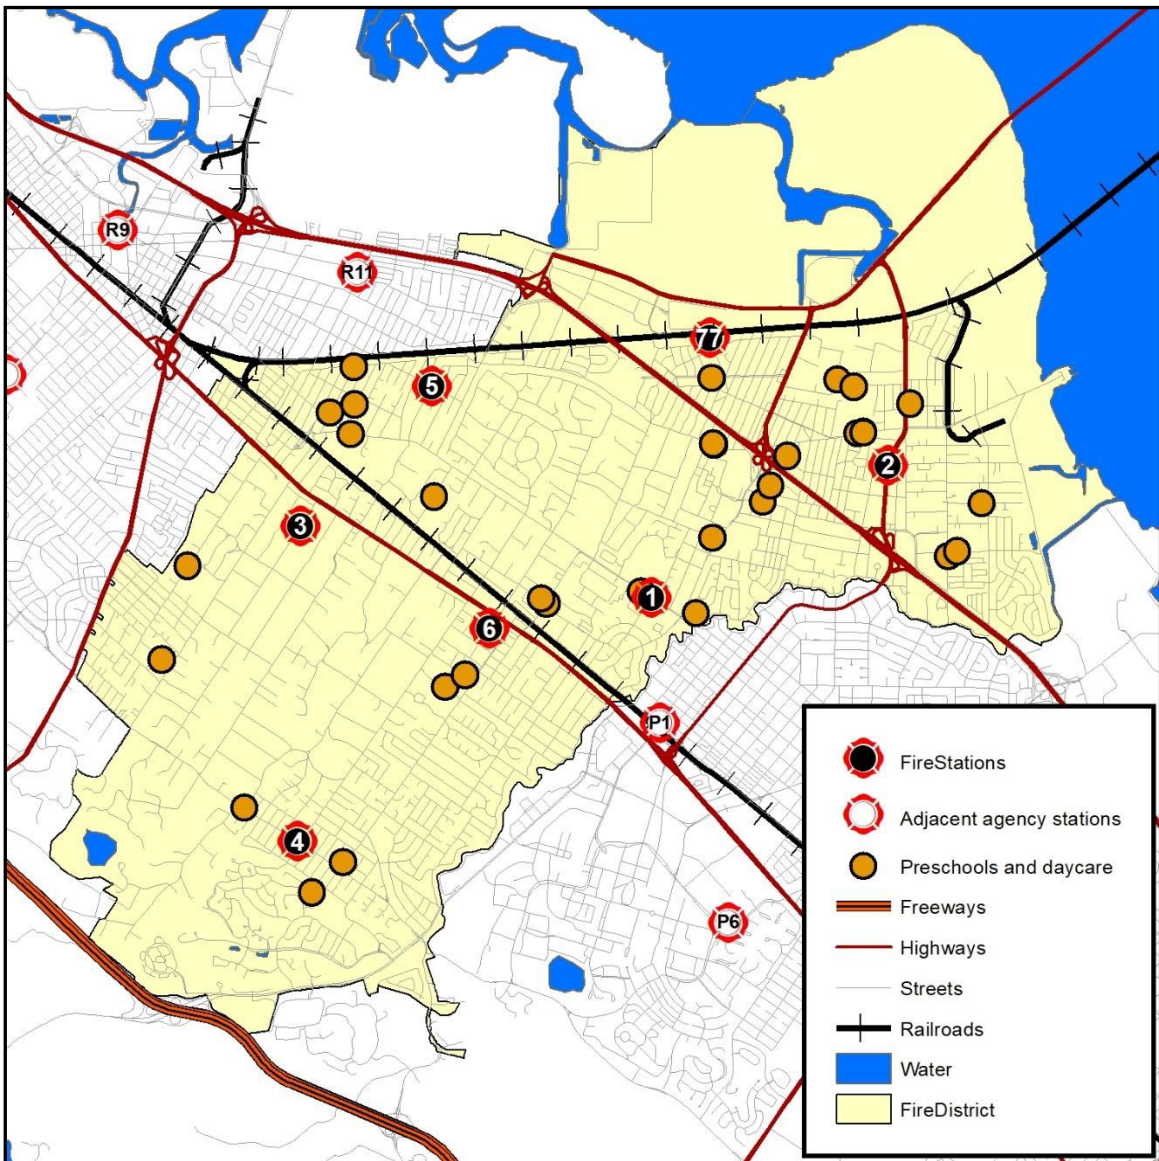 R9
R11
77
5
2
3
1
6
P1
4
P6
FireStations
Adjacent agency stations
Preschools and daycare
Freeways
Highways
Streets
Railroads
Water
FireDistrict